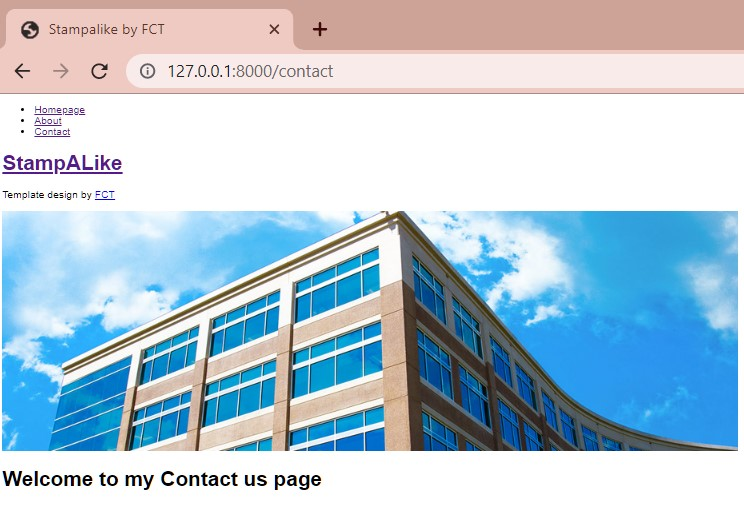 Stampalike by FCT
127.0.0.1:8000/contact
Homepage
About
Contact
StampALike
Template design by FCT
Welcome to my Contact us page